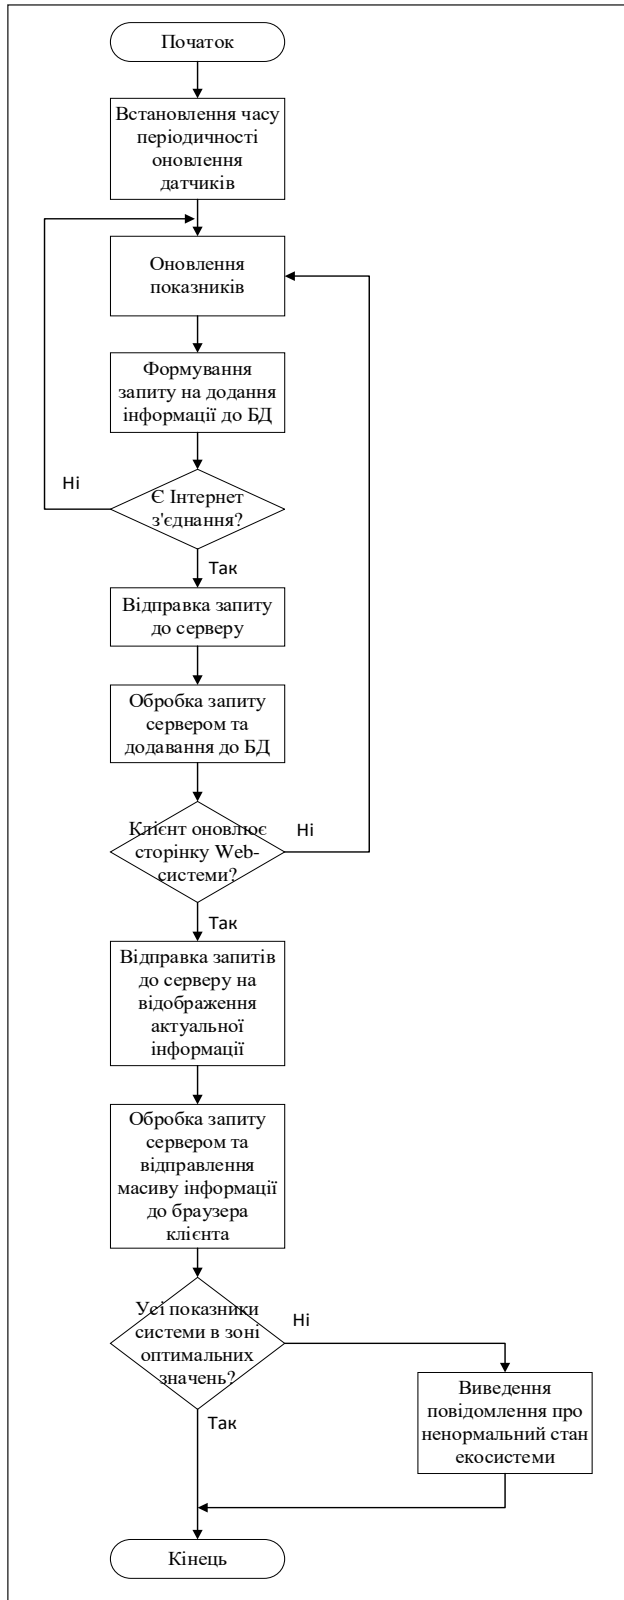 Початок
Встановлення часу
періодичності
оновлення
датчиків
Оновлення
показників
Формування
запиту на додання
інформації до БД
Ні
Є Інтернет
з'єднання?
Так
Відправка запиту
до серверу
Обробка запиту
сервером та
додавання до БД
Клієнт оновлює
сторінку Web-
системи?
Ні
Так
Відправка запитів
до серверу на
відображення
актуальної
інформації
Обробка запиту
сервером та
відправлення
масиву інформації
до браузера
клієнта
Усі показники
системи в зоні
оптимальних
значень?
Ні
Так
Виведення
повідомлення про
ненормальний стан
екосистеми
Кінець